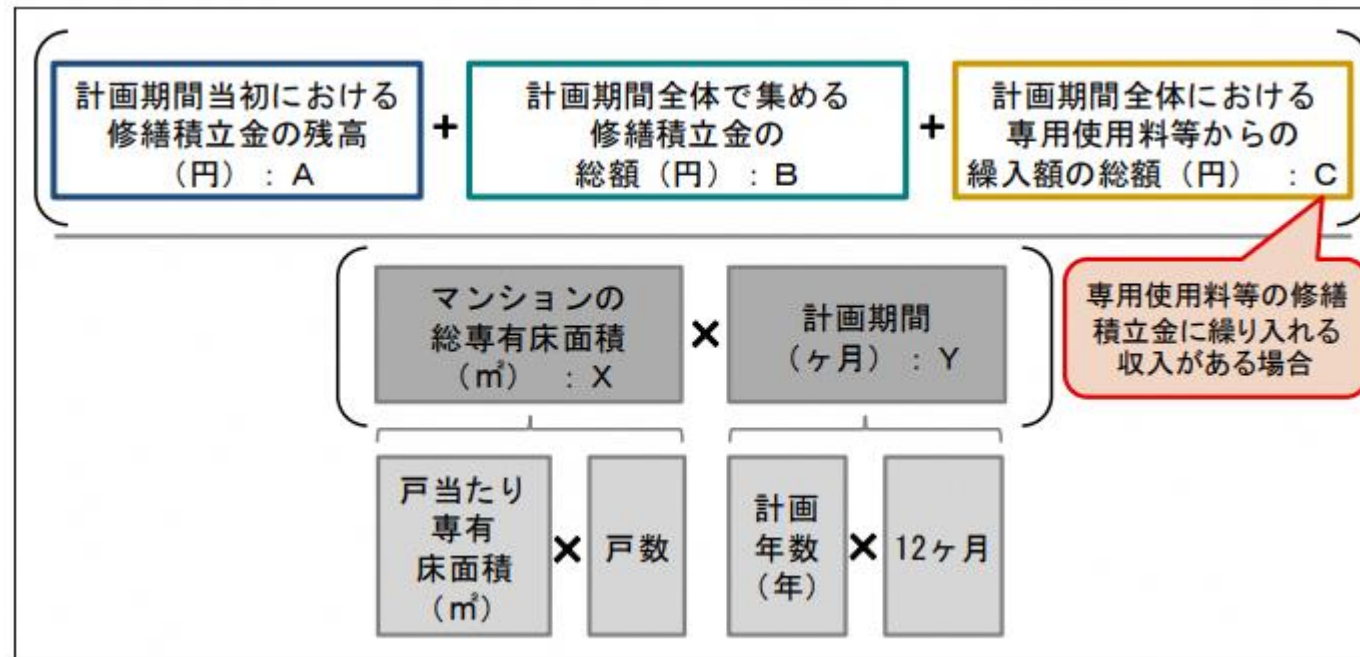 計画期間当初における
修繕積立金の残高
（円）：A
+
計画期間全体で集める
修繕積立金の
総額（円）：B
+
計画期間全体における
専用使用料等からの
繰入額の総額（円）　：C
マンションの
総専有床面積
（㎡）　：X
×
計画期間
（ヶ月）：Y
専用使用料等の修繕
積立金に繰り入れる
収入がある場合
戸当たり
専有
床面積
（㎡）
×
戸数
計画
年数
（年）
×
12ヶ月